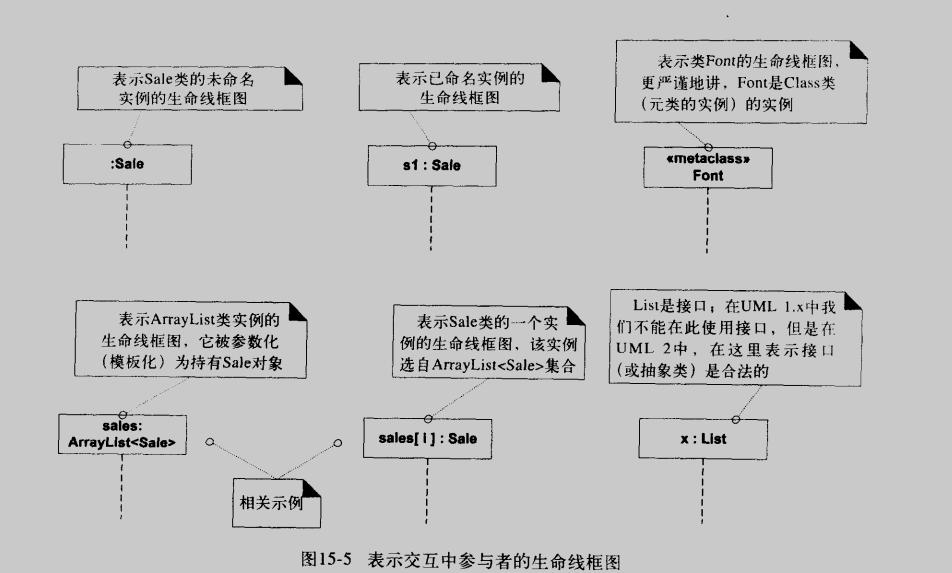 表示Sale类的未命名
实例的生命线框图
表示已命名实例的
生命线框图
表示类Font的生命线框图,
更严谨地讲，Font是Class类
（元类的实例）的实例
:Sale
s1 : Sale
«metaclass»
Font
表示ArrayList类实例的
生命线框图，它被参数化
（模板化）为持有Sale对象
表示Sale类的一个实
例的生命线框图，该实例
选自ArrayList<Sale>集合
List是接口；在UML 1.x中我
们不能在此使用接口，但是在
UML 2中，在这里表示接口
（或抽象类）是合法的
sales:
ArrayList<Sale>
sales[ i ] : Sale
x : List
相关示例
图15-5 表示交互中参与者的生命线框图